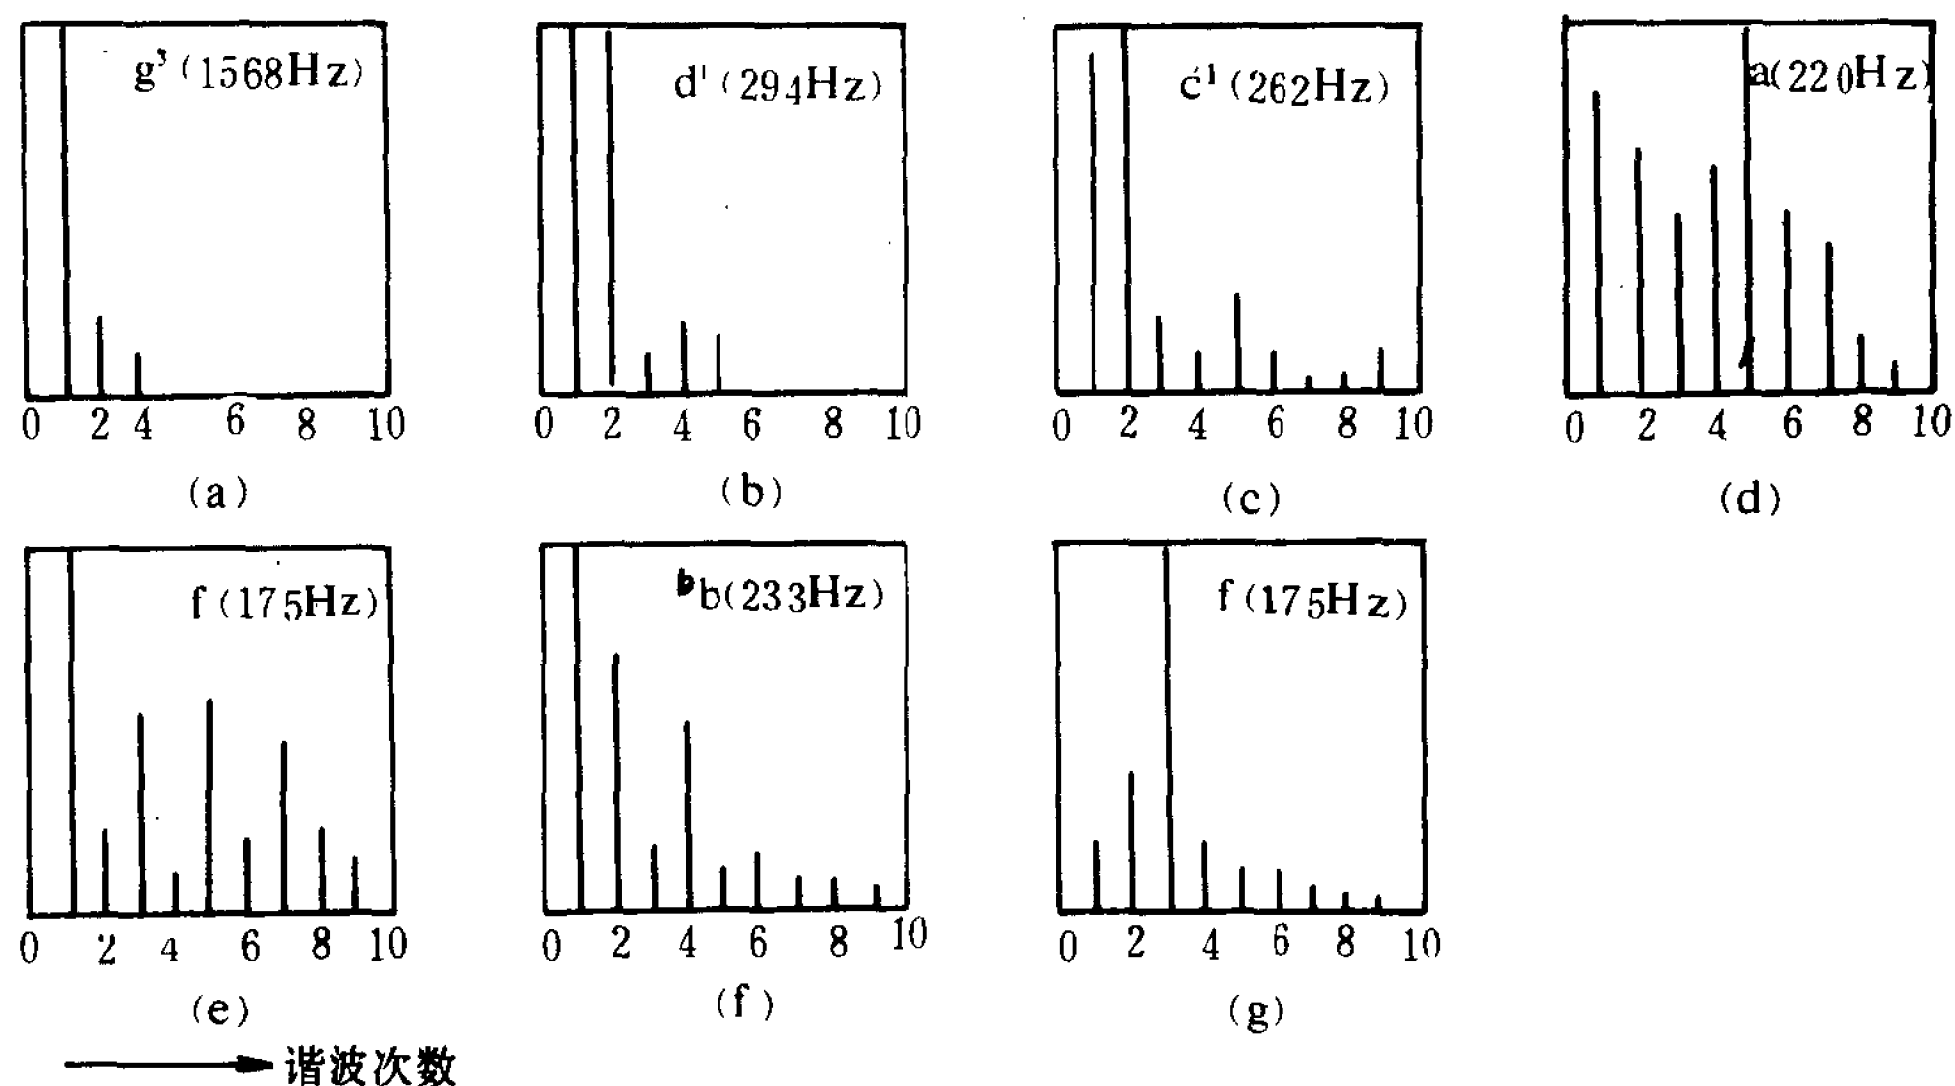 g³(1568Hz)
d¹(294Hz)
c¹(262Hz)
a(220Hz)
0 2 4 6 8 10
0 2 4 6 8 10
0 2 4 6 8 10
0 2 4 6 8 10
(a)
(b)
(c)
(d)
f(175Hz)
♭b(233Hz)
f(175Hz)
0 2 4 6 8 10
0 2 4 6 8 10
0 2 4 6 8 10
(e)
(f)
(g)
谐波次数